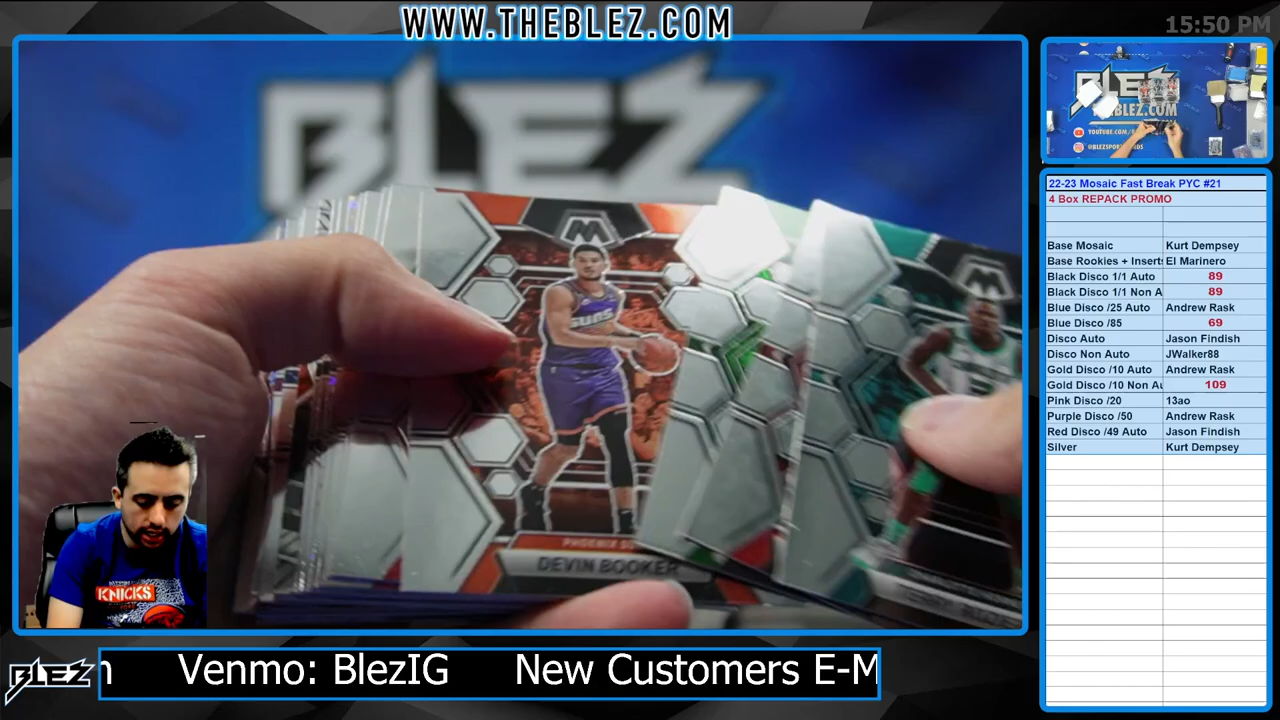 WWW.THEBLEZ.COM
15:50 PM
BLEZ
BLEZ
.COM
22-23 Mosaic Fast Break PYC #21
4 Box REPACK PROMO
Base Mosaic Kurt Dempsey
Base Rookies + Inserts El Marinero
Black Disco 1/1 Auto 89
Black Disco 1/1 Non A 89
Blue Disco /25 Auto Andrew Rask
Blue Disco /85 69
Disco Auto Jason Findish
Disco Non Auto JWalker88
Gold Disco /10 Auto Andrew Rask
Gold Disco /10 Non Au 109
Pink Disco /20 13ao
Purple Disco /50 Andrew Rask
Red Disco /49 Auto Jason Findish
Silver Kurt Dempsey
SUNS
DEVIN BOOKER
KNICKS
BLEZ
n Venmo: BlezIG New Customers E-M